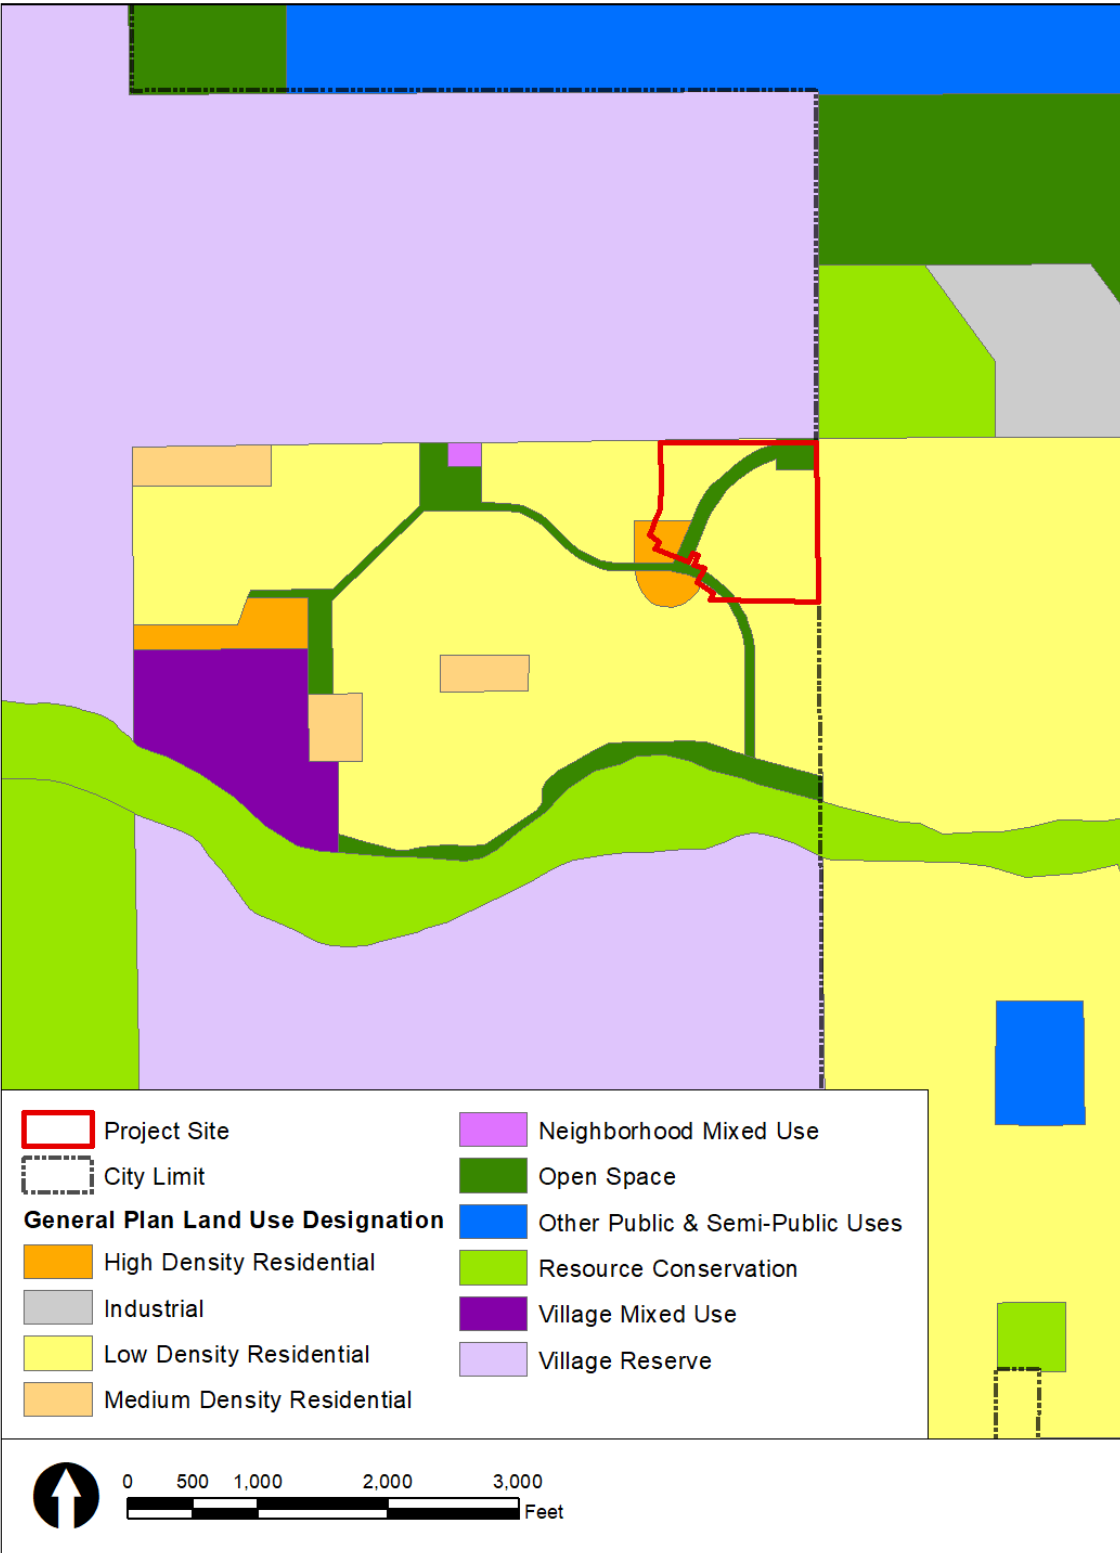 Project Site
City Limit
General Plan Land Use Designation
High Density Residential
Industrial
Low Density Residential
Medium Density Residential
Neighborhood Mixed Use
Open Space
Other Public & Semi-Public Uses
Resource Conservation
Village Mixed Use
Village Reserve
0 500 1,000 2,000 3,000
Feet